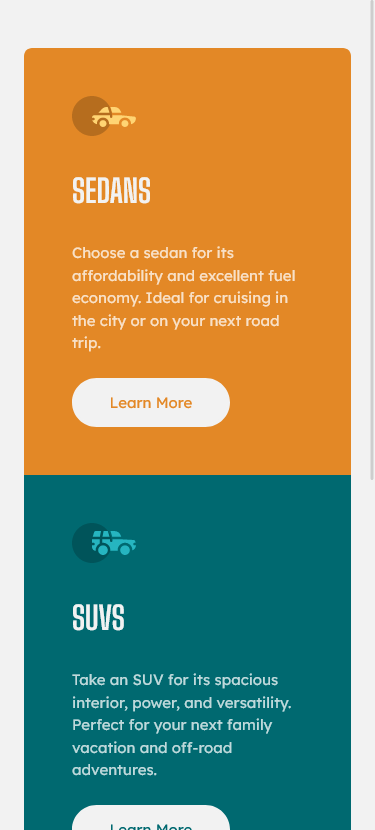 SEDANS
Choose a sedan for its
affordability and excellent fuel
economy. Ideal for cruising in
the city or on your next road
trip.
Learn More
SUVS
Take an SUV for its spacious
interior, power, and versatility.
Perfect for your next family
vacation and off-road
adventures.
Learn More